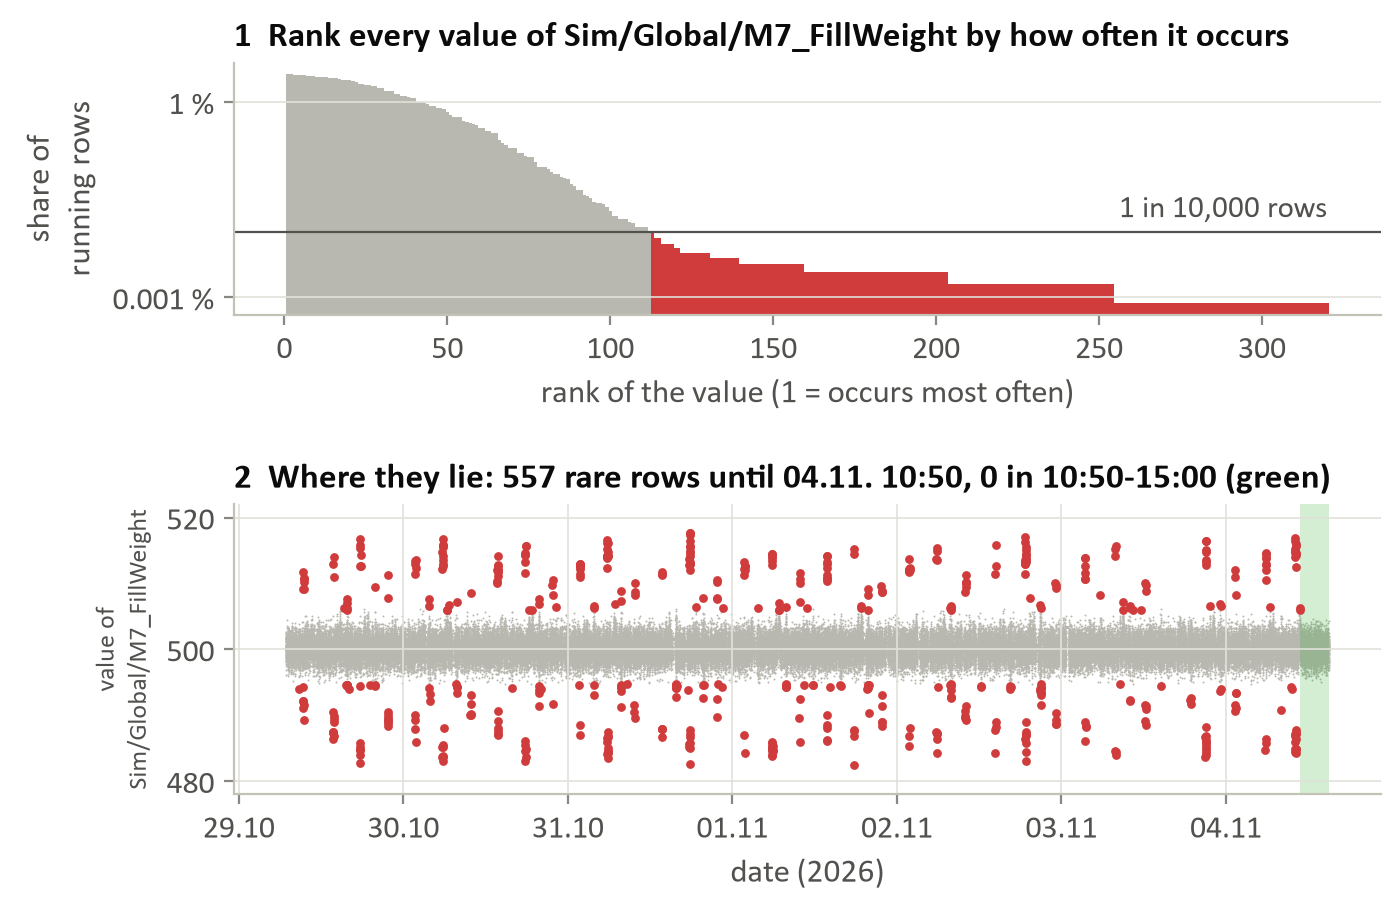 1 Rank every value of Sim/Global/M7_FillWeight by how often it occurs
share of
running rows
1 %
0.001 %
1 in 10,000 rows
0 50 100 150 200 250 300
rank of the value (1 = occurs most often)
2 Where they lie: 557 rare rows until 04.11. 10:50, 0 in 10:50-15:00 (green)
value of
Sim/Global/M7_FillWeight
520
500
480
29.10 30.10 31.10 01.11 02.11 03.11 04.11
date (2026)